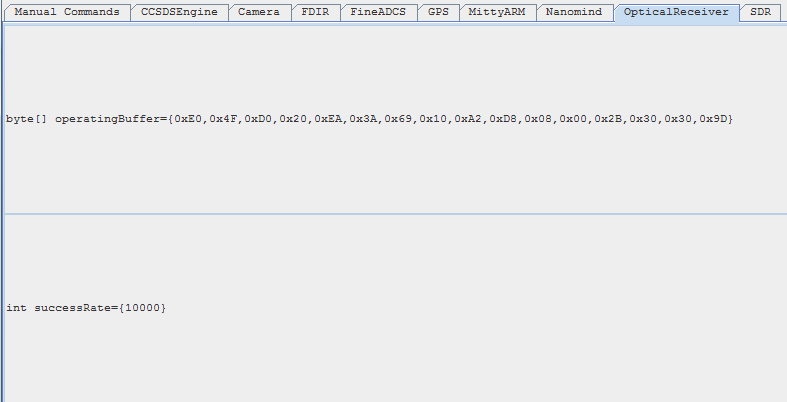 Manual Commands CCSDSEngine Camera FDIR FineADCS GPS MittyARM Nanomind OpticalReceiver SDR
byte[] operatingBuffer={0xE0,0x4F,0xD0,0x20,0xEA,0x3A,0x69,0x10,0xA2,0xD8,0x08,0x00,0x2B,0x30,0x30,0x9D}
int successRate={10000}